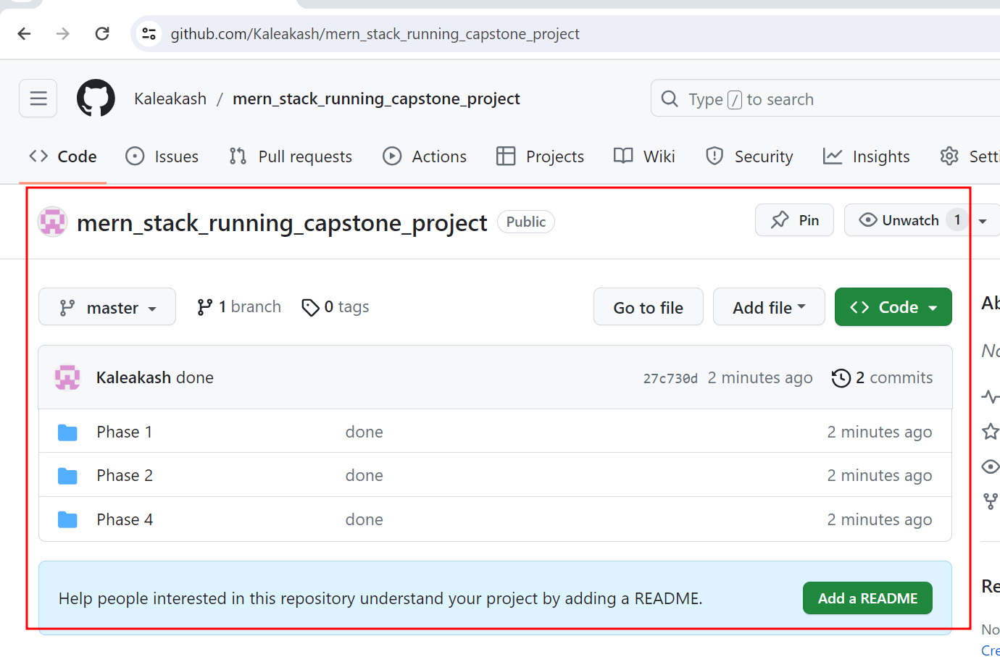 github.com/Kaleakash/mern_stack_running_capstone_project
Kaleakash / mern_stack_running_capstone_project
Type / to search
Code Issues Pull requests Actions Projects Wiki Security Insights Setti
mern_stack_running_capstone_project Public
Pin Unwatch 1
master 1 branch 0 tags Go to file Add file Code
Ab
No
Kaleakash done 27c730d 2 minutes ago 2 commits
Phase 1 done 2 minutes ago
Phase 2 done 2 minutes ago
Phase 4 done 2 minutes ago
Help people interested in this repository understand your project by adding a README. Add a README
Re
No
Cre